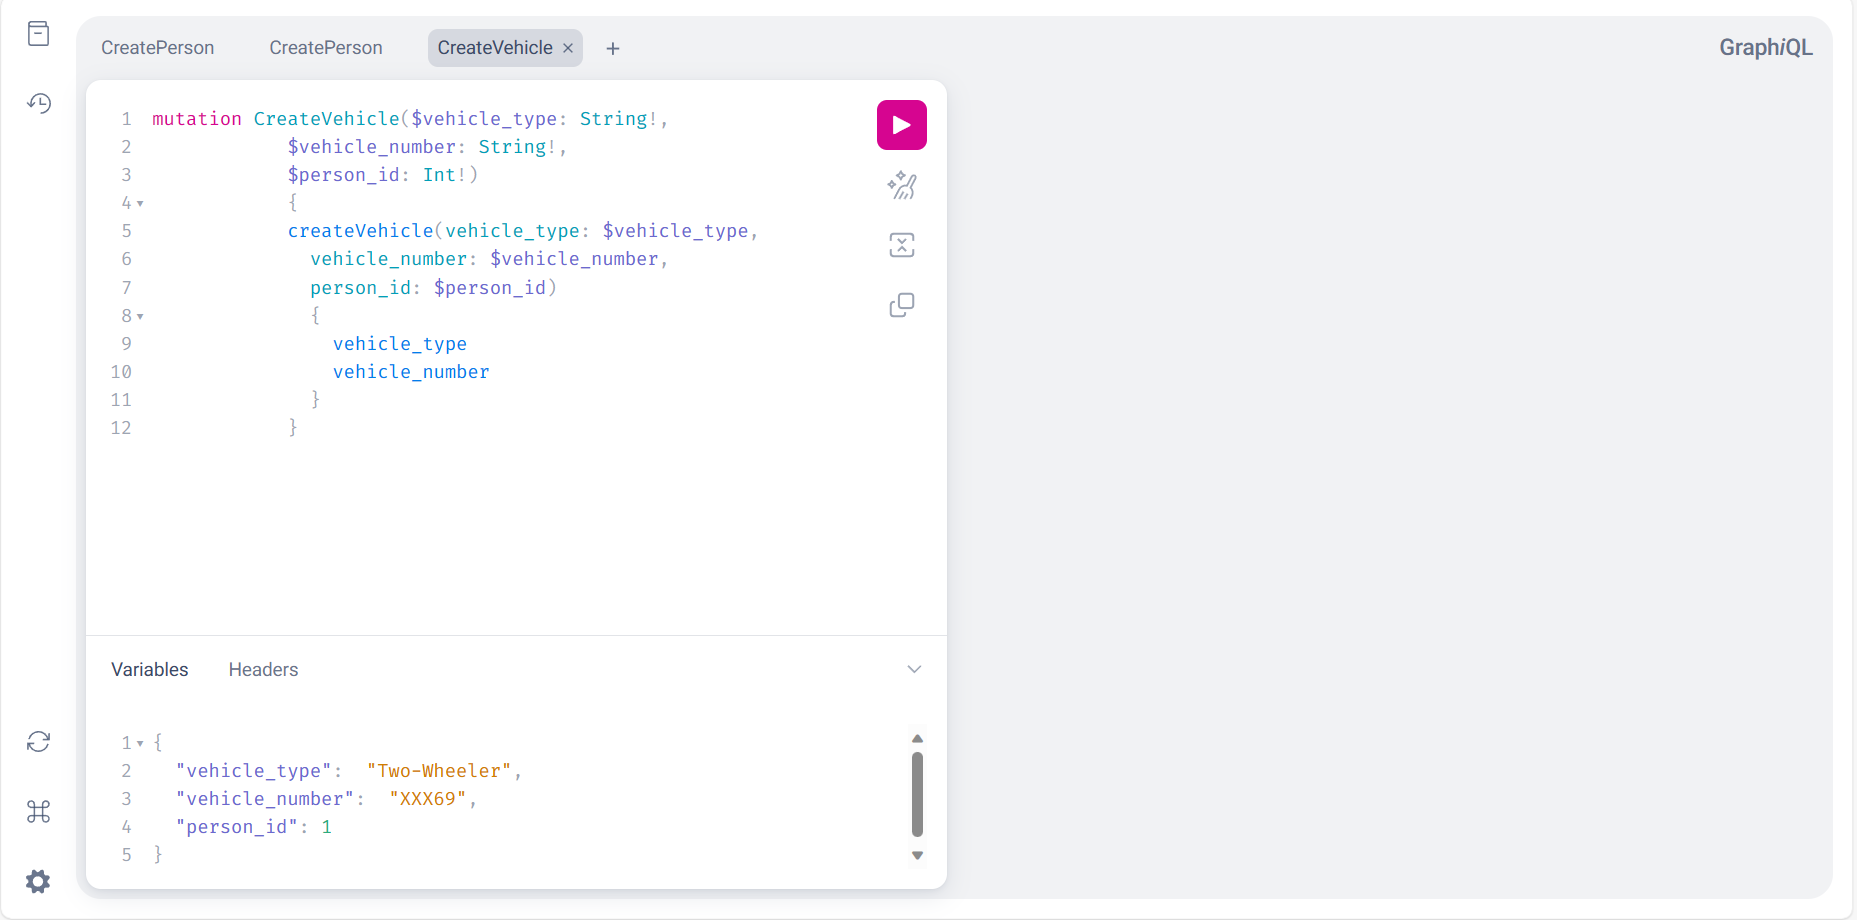 CreatePerson CreatePerson CreateVehicle × + GraphiQL
1 mutation CreateVehicle($vehicle_type: String!,
2 $vehicle_number: String!,
3 $person_id: Int!)
4 {
5 createVehicle(vehicle_type: $vehicle_type,
6 vehicle_number: $vehicle_number,
7 person_id: $person_id)
8 {
9 vehicle_type
10 vehicle_number
11 }
12 }
Variables Headers
1 {
2 "vehicle_type": "Two-Wheeler",
3 "vehicle_number": "XXX69",
4 "person_id": 1
5 }